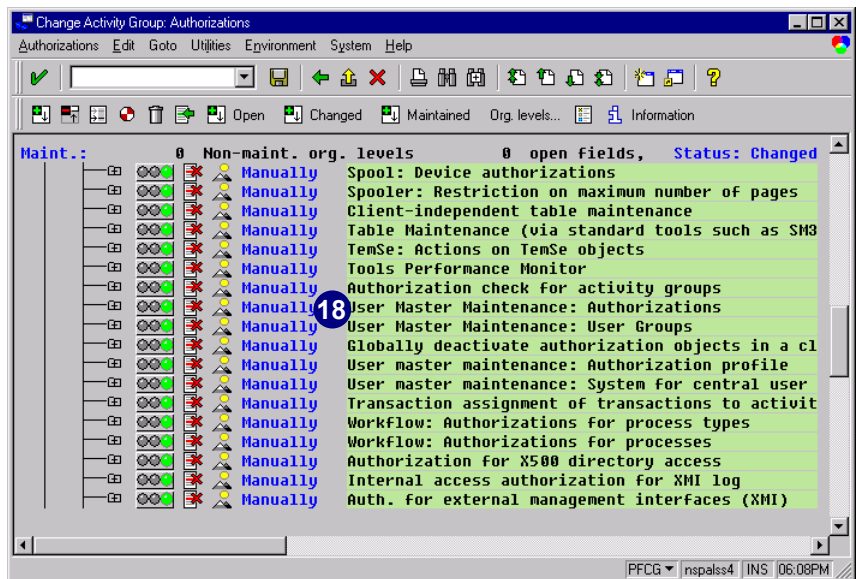 Change Activity Group: Authorizations
Authorizations Edit Goto Utilities Environment System Help
Open Changed Maintained Org. levels... Information
Maint.: 0 Non-maint. org. levels 0 open fields, Status: Changed
Manually Spool: Device authorizations
Manually Spooler: Restriction on maximum number of pages
Manually Client-independent table maintenance
Manually Table Maintenance (via standard tools such as SM3
Manually TemSe: Actions on TemSe objects
Manually Tools Performance Monitor
Manually Authorization check for activity groups
Manually 18 User Master Maintenance: Authorizations
Manually User Master Maintenance: User Groups
Manually Globally deactivate authorization objects in a cl
Manually User master maintenance: Authorization profile
Manually User master maintenance: System for central user
Manually Transaction assignment of transactions to activit
Manually Workflow: Authorizations for process types
Manually Workflow: Authorizations for processes
Manually Authorization for X500 directory access
Manually Internal access authorization for XMI log
Manually Auth. for external management interfaces (XMI)
PFCG nspalss4 INS 06:08PM